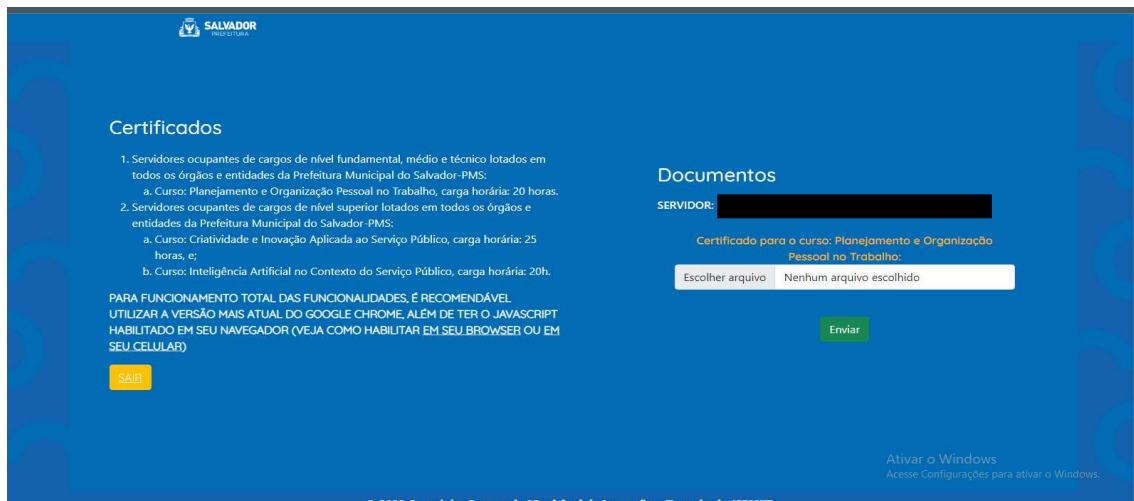 SALVADOR
PREFEITURA
Certificados
1. Servidores ocupantes de cargos de nível fundamental, médio e técnico lotados em
todos os órgãos e entidades da Prefeitura Municipal do Salvador-PMS:
a. Curso: Planejamento e Organização Pessoal no Trabalho, carga horária: 20 horas.
2. Servidores ocupantes de cargos de nível superior lotados em todos os órgãos e
entidades da Prefeitura Municipal do Salvador-PMS:
a. Curso: Criatividade e Inovação Aplicada ao Serviço Público, carga horária: 25
horas, e;
b. Curso: Inteligência Artificial no Contexto do Serviço Público, carga horária: 20h.
PARA FUNCIONAMENTO TOTAL DAS FUNCIONALIDADES, É RECOMENDÁVEL
UTILIZAR A VERSÃO MAIS ATUAL DO GOOGLE CHROME, ALÉM DE TER O JAVASCRIPT
HABILITADO EM SEU NAVEGADOR (VEJA COMO HABILITAR EM SEU BROWSER OU EM
SEU CELULAR)
SAIR
Documentos
SERVIDOR:
Certificado para o curso: Planejamento e Organização
Pessoal no Trabalho:
Escolher arquivo Nenhum arquivo escolhido
Enviar
Ativar o Windows
Acesse Configurações para ativar o Windows.